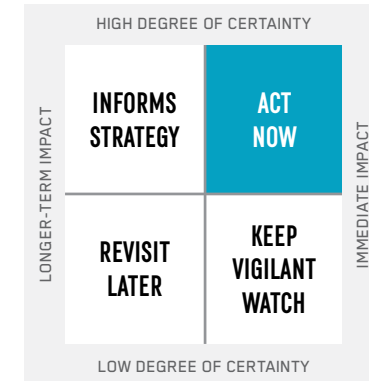 HIGH DEGREE OF CERTAINTY
LONGER-TERM IMPACT
INFORMS
STRATEGY
ACT
NOW
IMMEDIATE IMPACT
REVISIT
LATER
KEEP
VIGILANT
WATCH
LOW DEGREE OF CERTAINTY